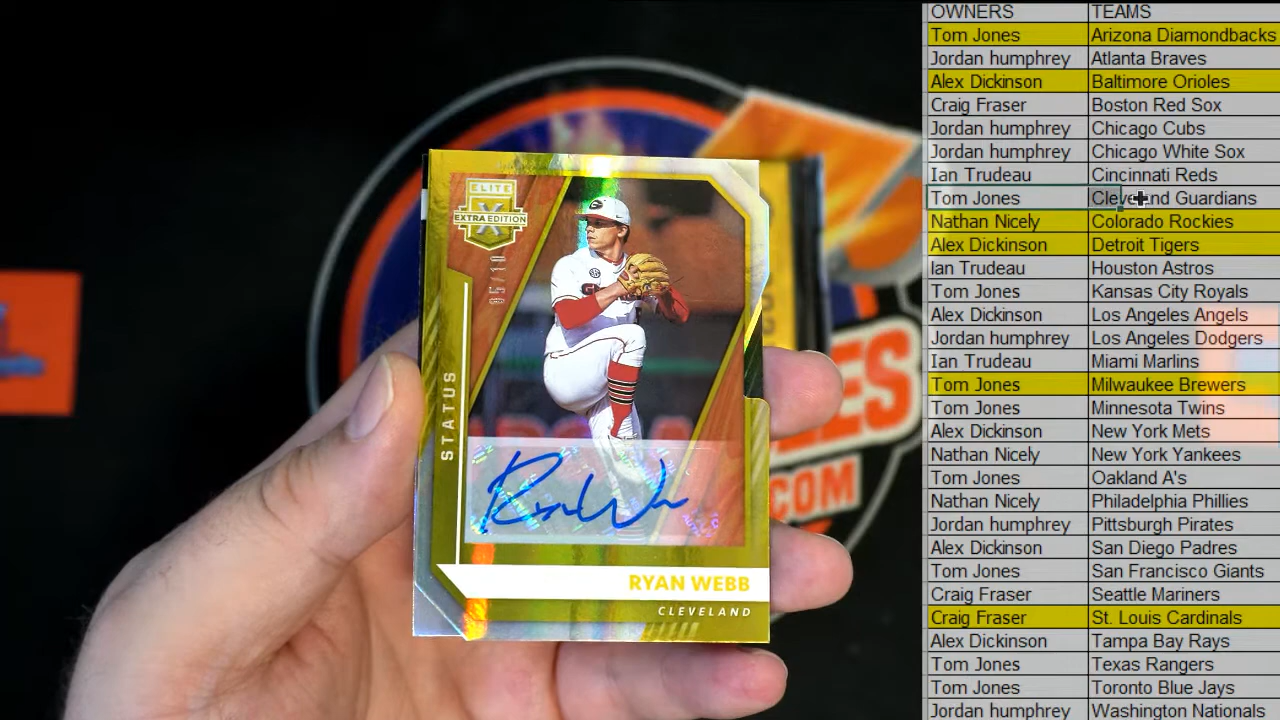 ELITE
X
EXTRA EDITION
05/10
STATUS
RYAN WEBB
CLEVELAND
.COM
OWNERS TEAMS
Tom Jones Arizona Diamondbacks
Jordan humphrey Atlanta Braves
Alex Dickinson Baltimore Orioles
Craig Fraser Boston Red Sox
Jordan humphrey Chicago Cubs
Jordan humphrey Chicago White Sox
Ian Trudeau Cincinnati Reds
Tom Jones Cleveland Guardians
Nathan Nicely Colorado Rockies
Alex Dickinson Detroit Tigers
Ian Trudeau Houston Astros
Tom Jones Kansas City Royals
Alex Dickinson Los Angeles Angels
Jordan humphrey Los Angeles Dodgers
Ian Trudeau Miami Marlins
Tom Jones Milwaukee Brewers
Tom Jones Minnesota Twins
Alex Dickinson New York Mets
Nathan Nicely New York Yankees
Tom Jones Oakland A's
Nathan Nicely Philadelphia Phillies
Jordan humphrey Pittsburgh Pirates
Alex Dickinson San Diego Padres
Tom Jones San Francisco Giants
Craig Fraser Seattle Mariners
Craig Fraser St. Louis Cardinals
Alex Dickinson Tampa Bay Rays
Tom Jones Texas Rangers
Tom Jones Toronto Blue Jays
Jordan humphrey Washington Nationals